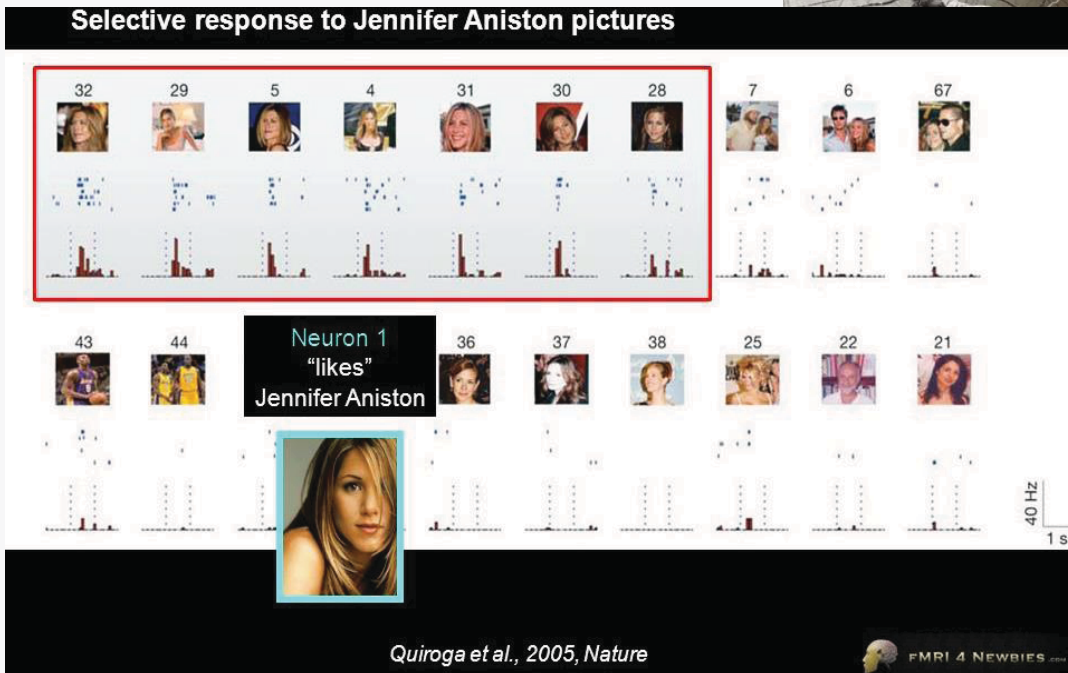 Selective response to Jennifer Aniston pictures
32 29 5 4 31 30 28 7 6 67
43 44 36 37 38 25 22 21
Neuron 1
“likes”
Jennifer Aniston
40 Hz
1 s
Quiroga et al., 2005, Nature
fMRI 4 Newbies .com